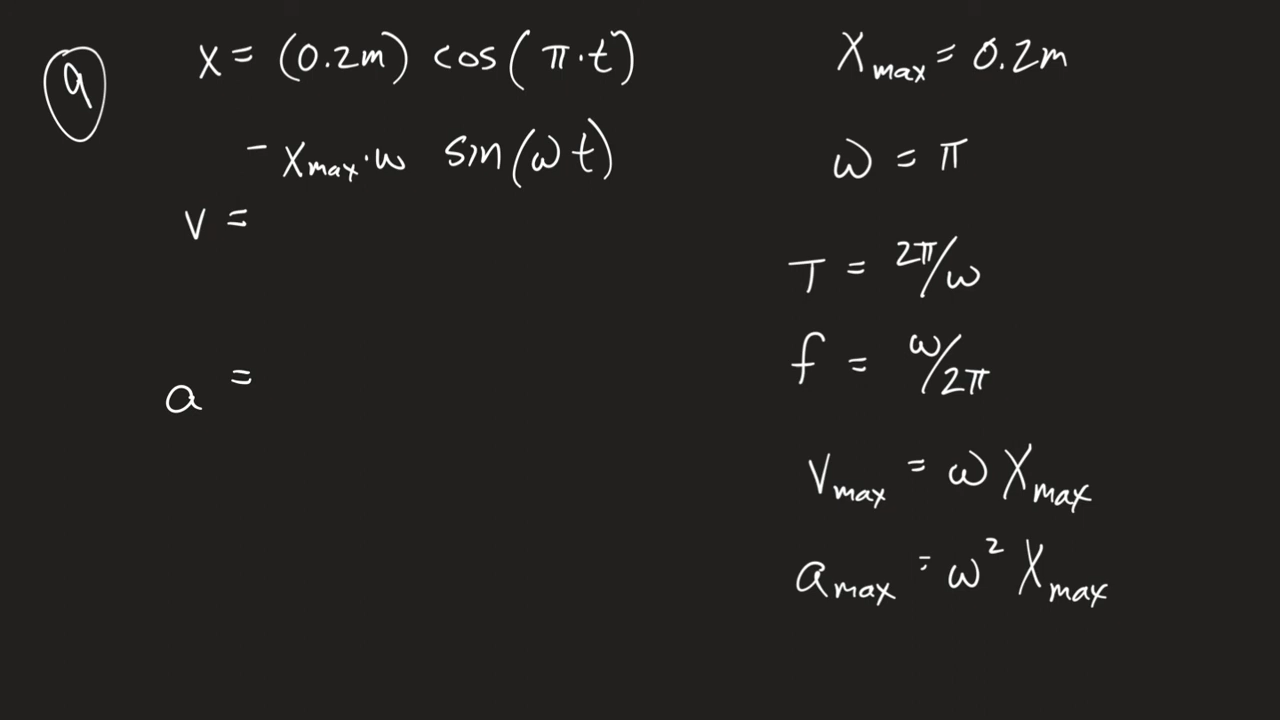 9
x = (0.2m) cos(π·t)
- xmax·w sin(ωt)
v =
a =
Xmax = 0.2m
ω = π
T = 2π/ω
f = ω/2π
Vmax = ω Xmax
amax = ω² Xmax